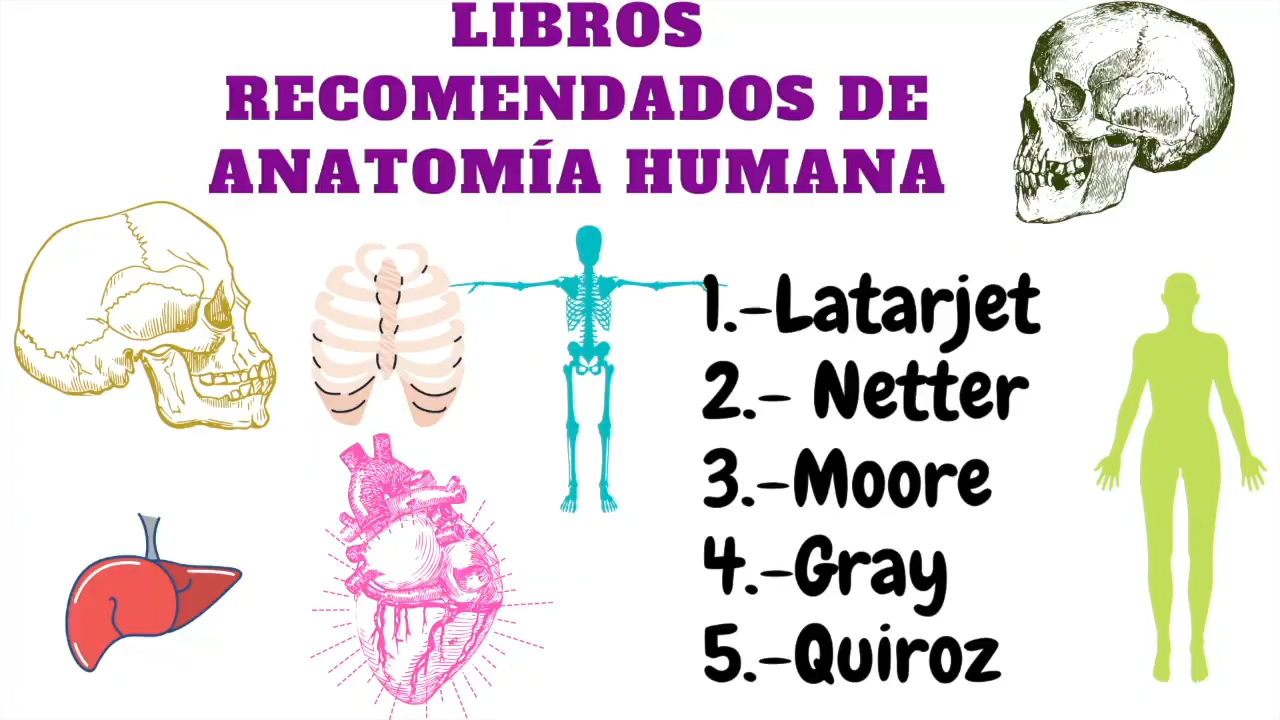 LIBROS
RECOMENDADOS DE
ANATOMÍA HUMANA
1.-Latarjet
2.- Netter
3.-Moore
4.-Gray
5.-Quiroz